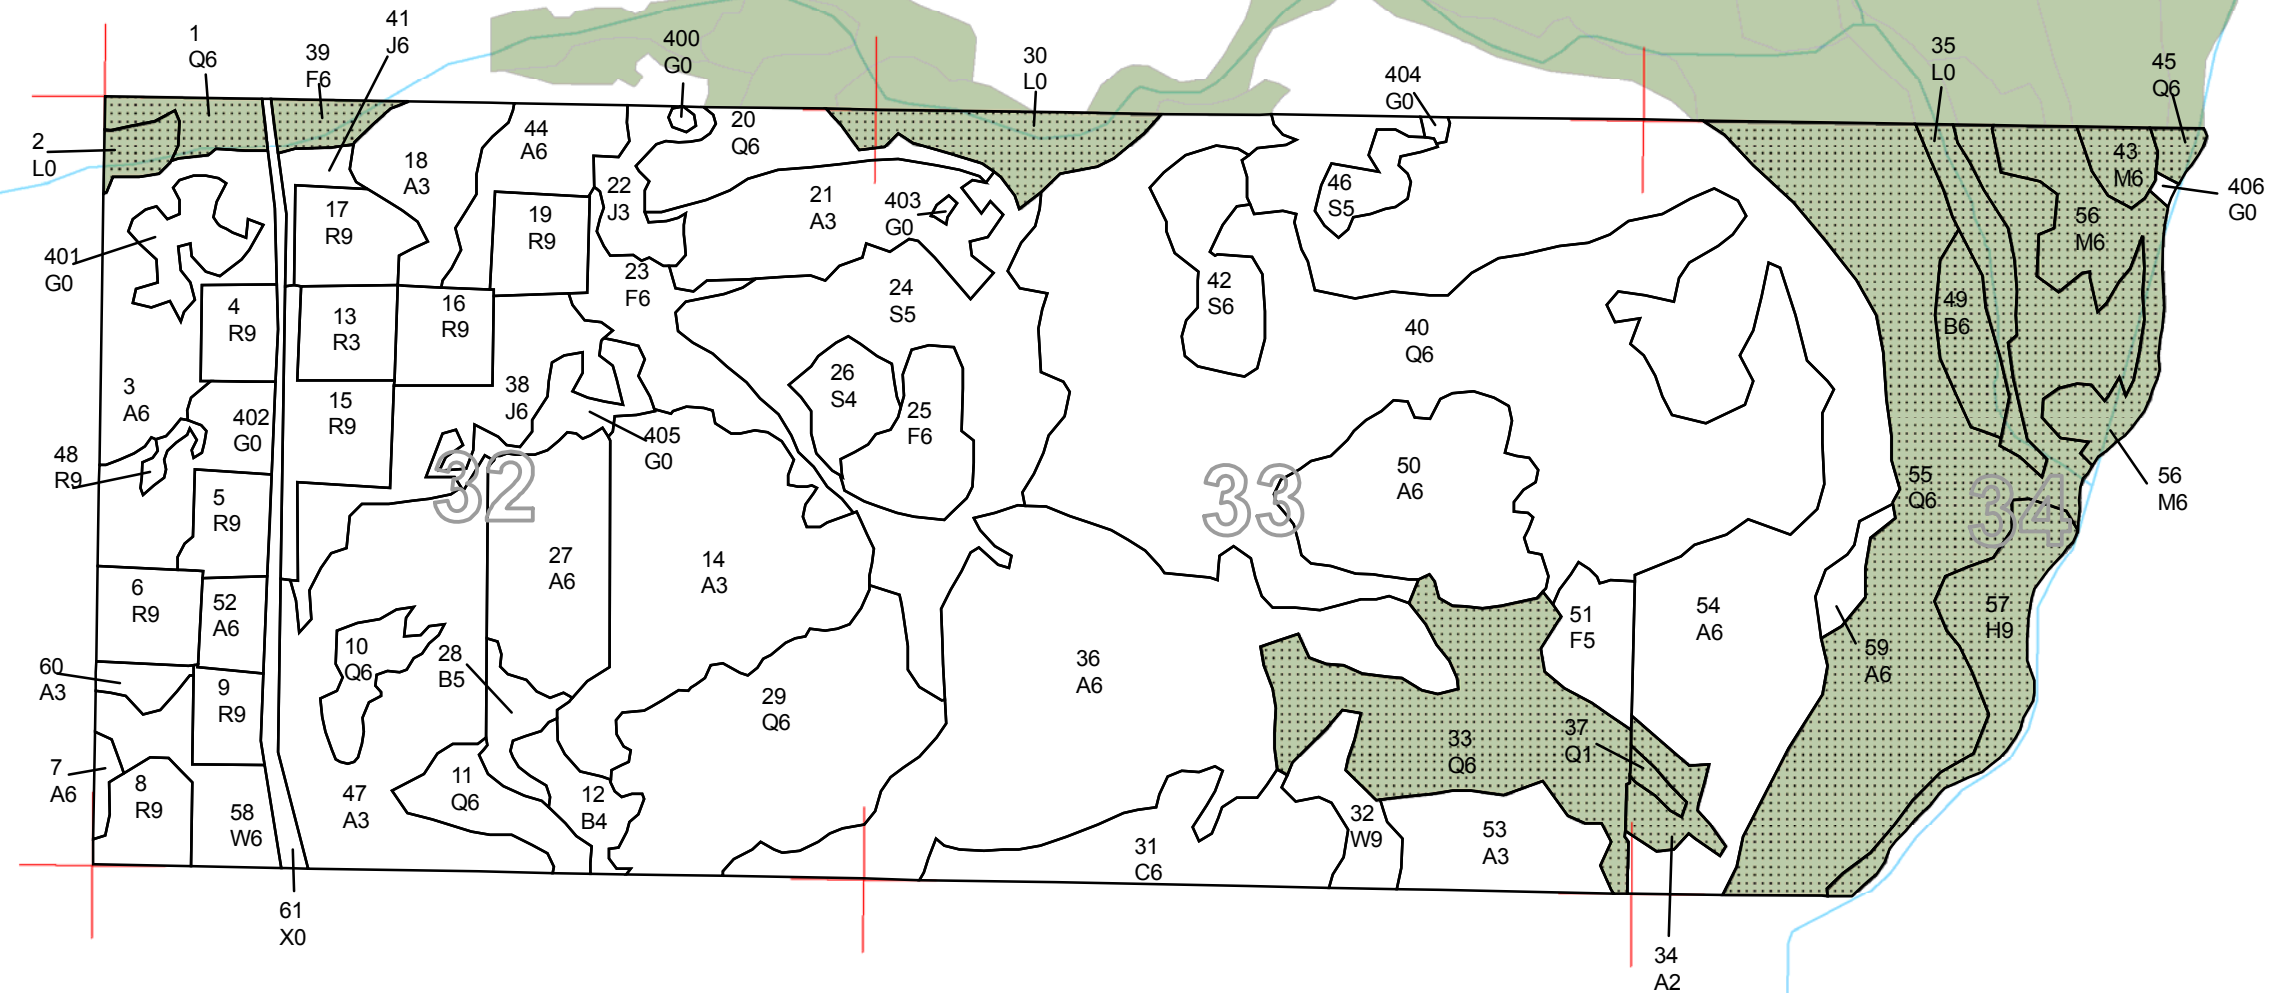 1
Q6
39
F6
41
J6
400
G0
30
L0
404
G0
35
L0
45
Q6
2
L0
18
A3
44
A6
20
Q6
43
M6
406
G0
17
R9
19
R9
22
J3
21
A3
403
G0
46
S5
56
M6
401
G0
4
R9
13
R3
16
R9
23
F6
24
S5
42
S6
40
Q6
49
B6
3
A6
402
G0
15
R9
38
J6
405
G0
26
S4
25
F6
48
R9
5
R9
32
33
50
A6
55
Q6
34
56
M6
6
R9
52
A6
27
A6
14
A3
51
F5
54
A6
57
H9
60
A3
9
R9
10
Q6
28
B5
29
Q6
36
A6
59
A6
7
A6
8
R9
58
W6
47
A3
11
Q6
12
B4
33
Q6
37
Q1
31
C6
32
W9
53
A3
61
X0
34
A2